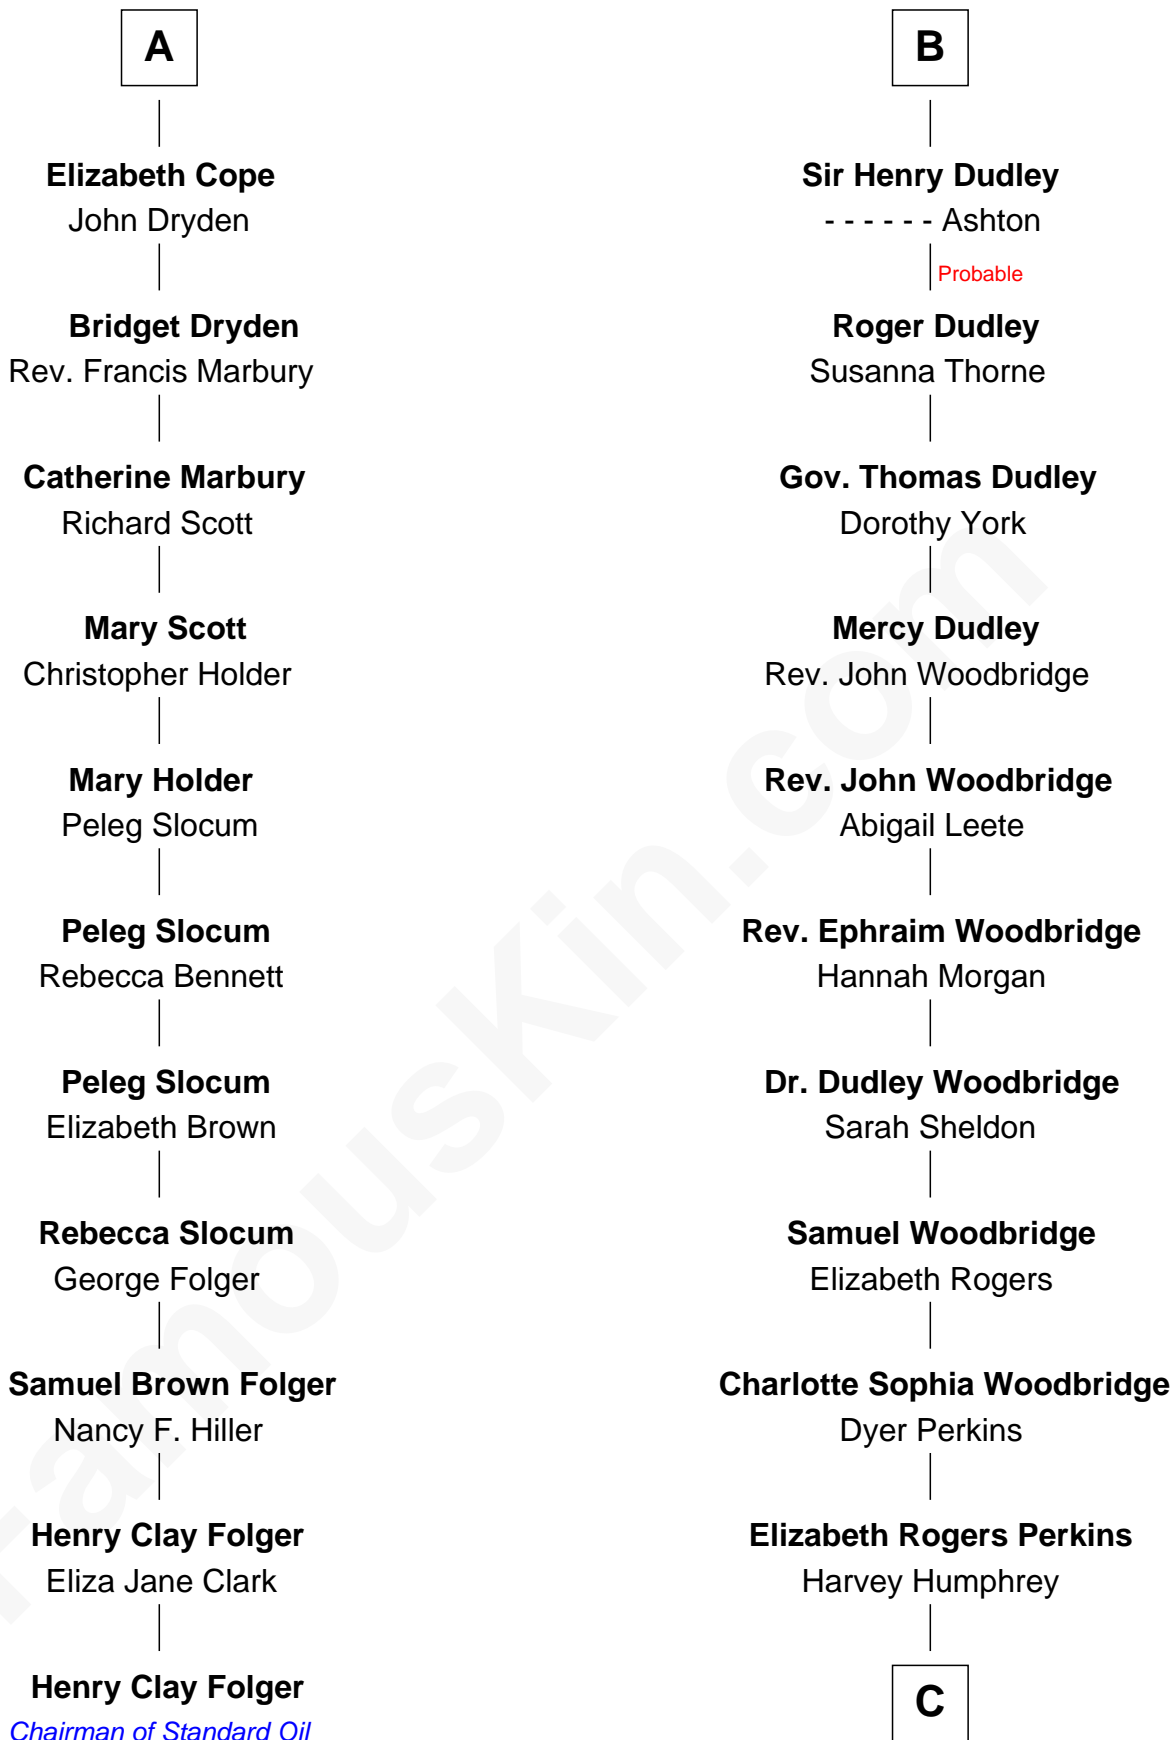 A
Elizabeth Cope
John Dryden
Bridget Dryden
Rev. Francis Marbury
Catherine Marbury
Richard Scott
Mary Scott
Christopher Holder
Mary Holder
Peleg Slocum
Peleg Slocum
Rebecca Bennett
Peleg Slocum
Elizabeth Brown
Rebecca Slocum
George Folger
Samuel Brown Folger
Nancy F. Hiller
Henry Clay Folger
Eliza Jane Clark
Henry Clay Folger
Chairman of Standard Oil
B
Sir Henry Dudley
- - - - - - Ashton
Probable
Roger Dudley
Susanna Thorne
Gov. Thomas Dudley
Dorothy York
Mercy Dudley
Rev. John Woodbridge
Rev. John Woodbridge
Abigail Leete
Rev. Ephraim Woodbridge
Hannah Morgan
Dr. Dudley Woodbridge
Sarah Sheldon
Samuel Woodbridge
Elizabeth Rogers
Charlotte Sophia Woodbridge
Dyer Perkins
Elizabeth Rogers Perkins
Harvey Humphrey
C
FamousKin.com